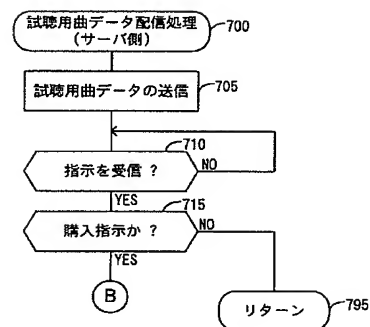 試聴用曲データ配信処理
(サーバ側)
700
試聴用曲データの送信
705
710
指示を受信 ?
NO
YES
715
購入指示か ?
NO
YES
B
リターン
795